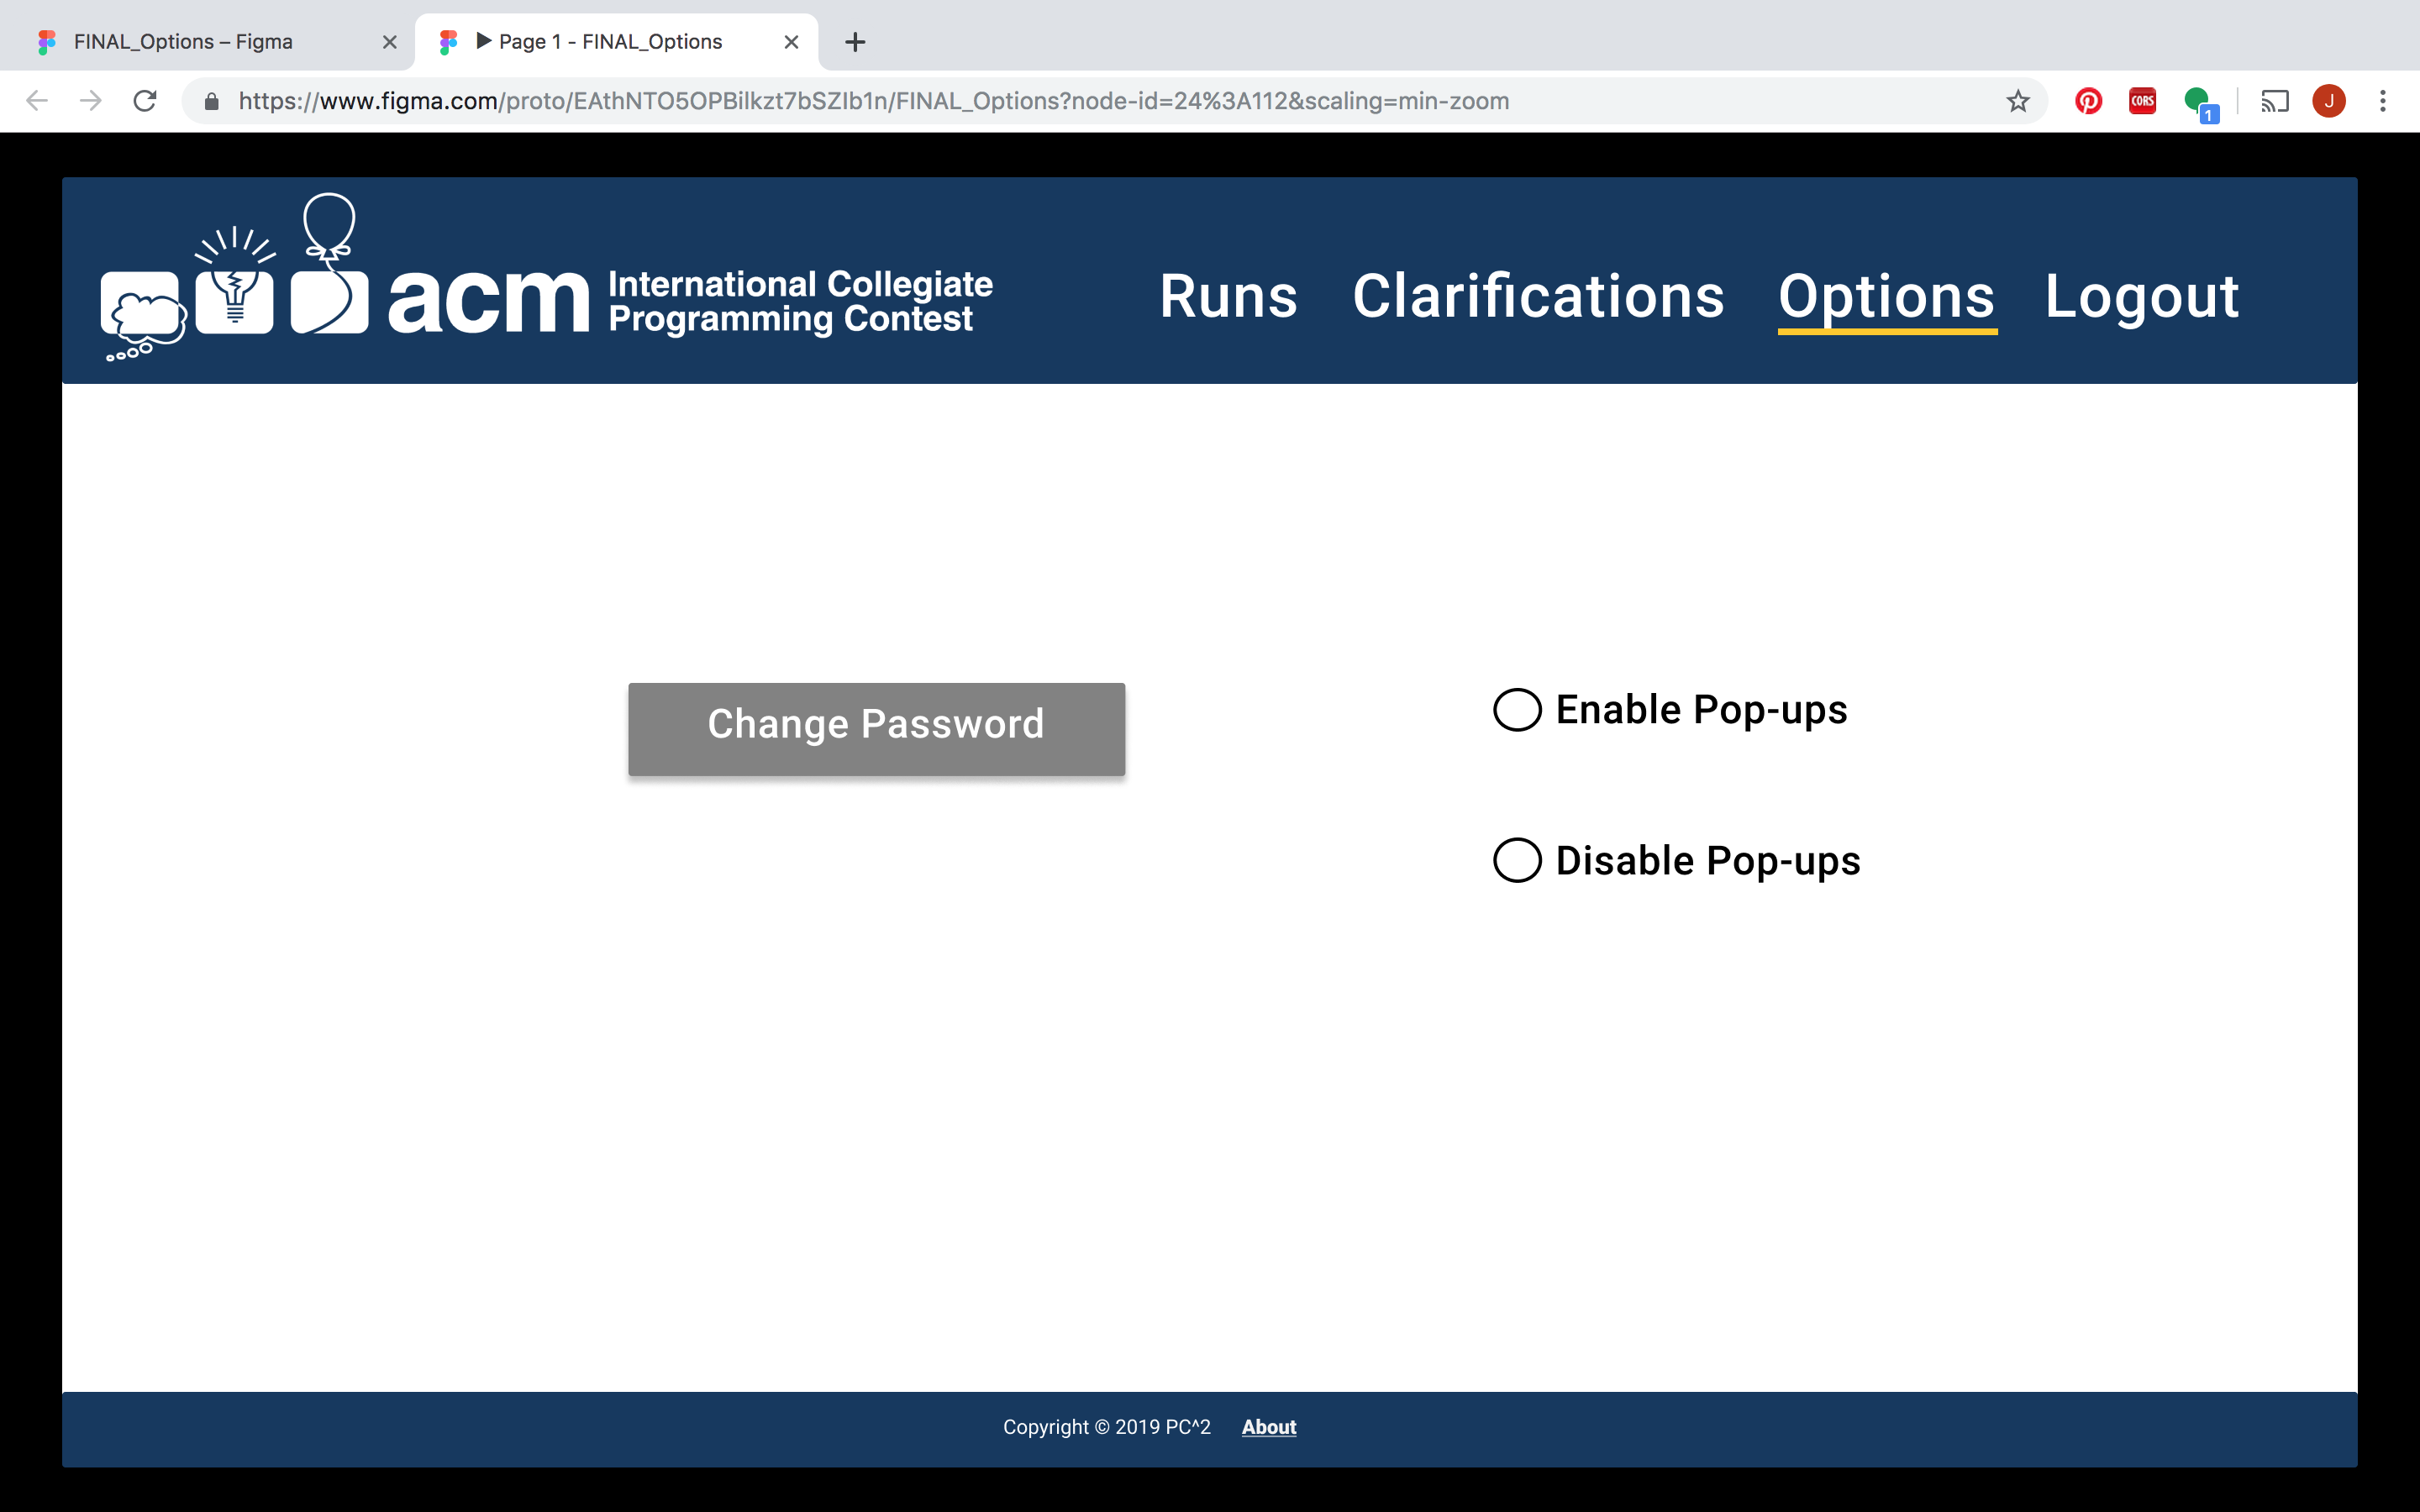 FINAL_Options – Figma
▶ Page 1 - FINAL_Options
https://www.figma.com/proto/EAthNTO5OPBilkzt7bSZIb1n/FINAL_Options?node-id=24%3A112&scaling=min-zoom
CORS
1
J
acm
International Collegiate
Programming Contest
Runs
Clarifications
Options
Logout
Change Password
Enable Pop-ups
Disable Pop-ups
Copyright © 2019 PC^2 About